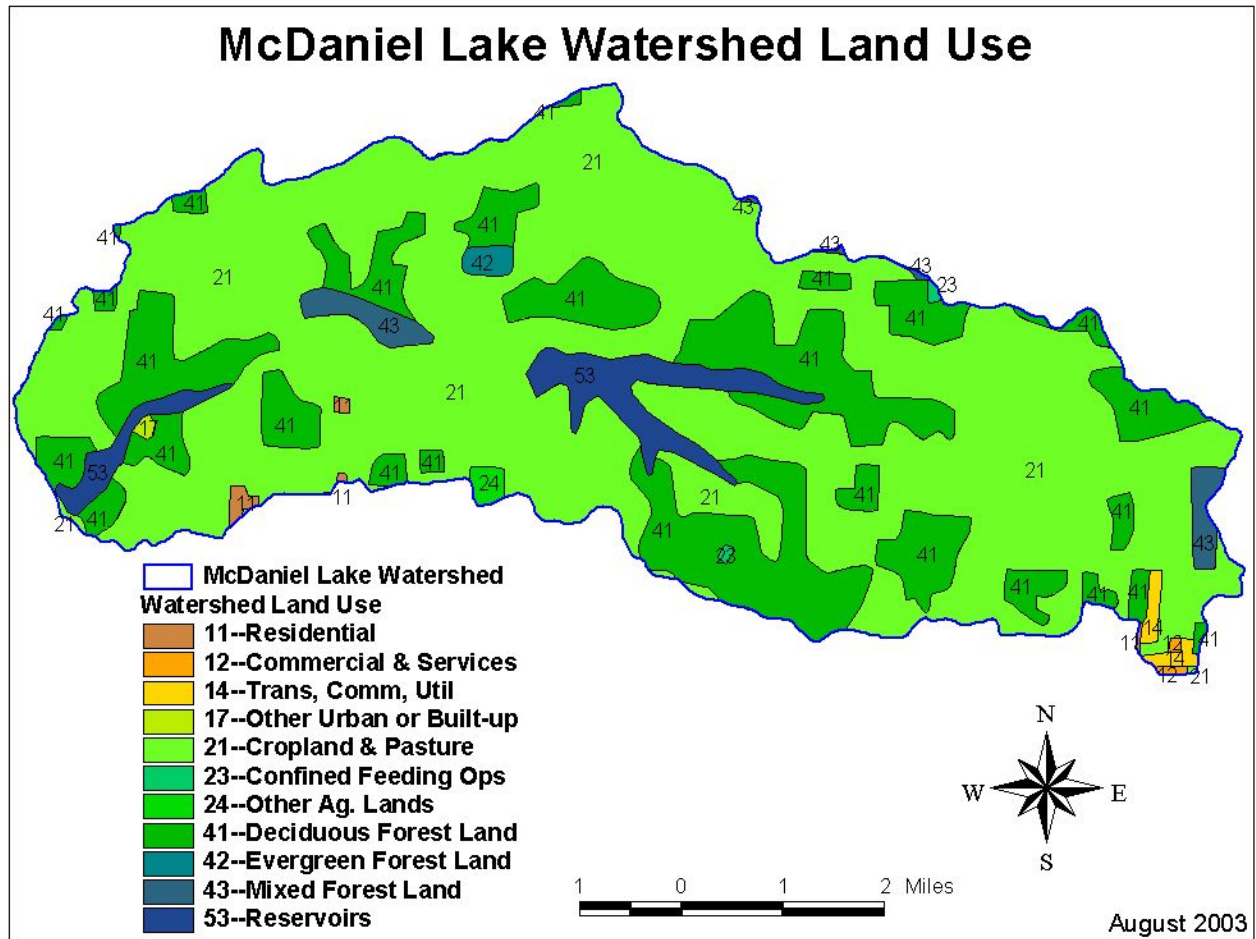 McDaniel Lake Watershed Land Use
41
21
41
43
41
41
43
42
43
21
41
23
41
41
41
41
41
43
41
41
41
53
21
11
41
41
17
41
41
41
53
41
21
24
11
41
21
11
41
41
21
41
43
23
41
41
41
41
14
11
12
41
14
12
21
McDaniel Lake Watershed
Watershed Land Use
11--Residential
12--Commercial & Services
14--Trans, Comm, Util
17--Other Urban or Built-up
21--Cropland & Pasture
23--Confined Feeding Ops
24--Other Ag. Lands
41--Deciduous Forest Land
42--Evergreen Forest Land
43--Mixed Forest Land
53--Reservoirs
N
W E
S
1 0 1 2 Miles
August 2003